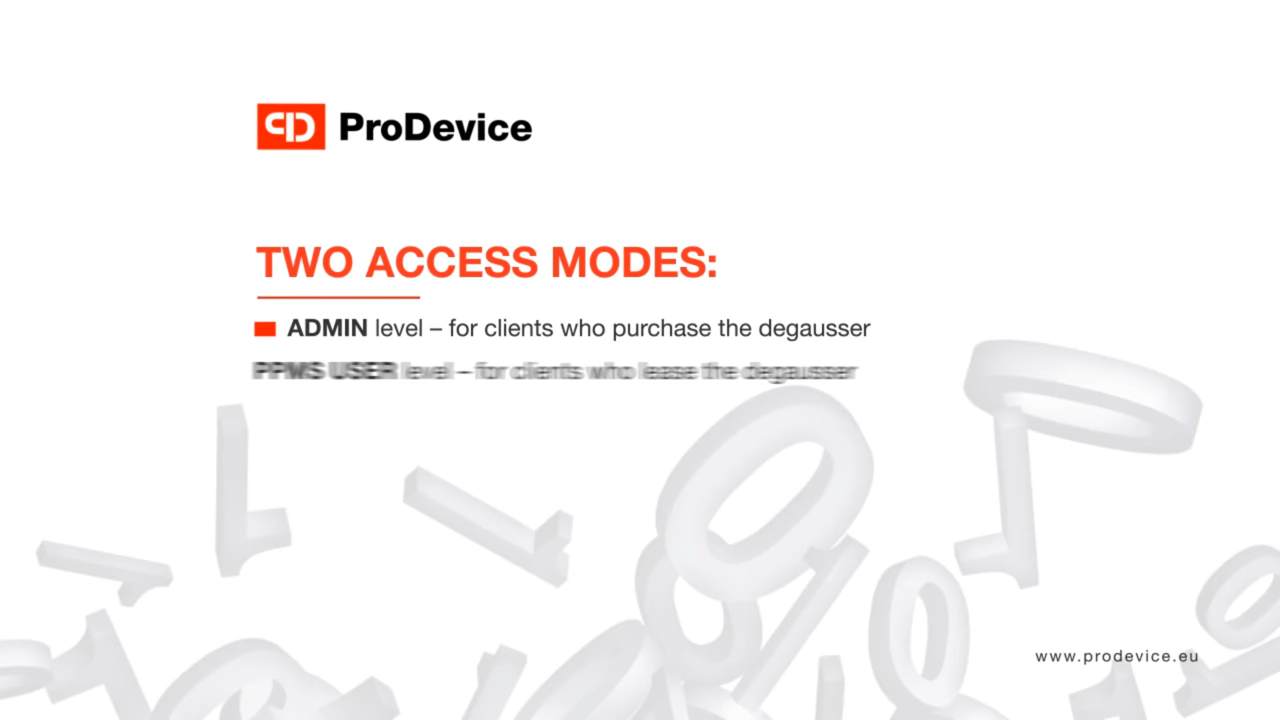 ProDevice
TWO ACCESS MODES:
ADMIN level – for clients who purchase the degausser
PPMS USER level – for clients who lease the degausser
www.prodevice.eu